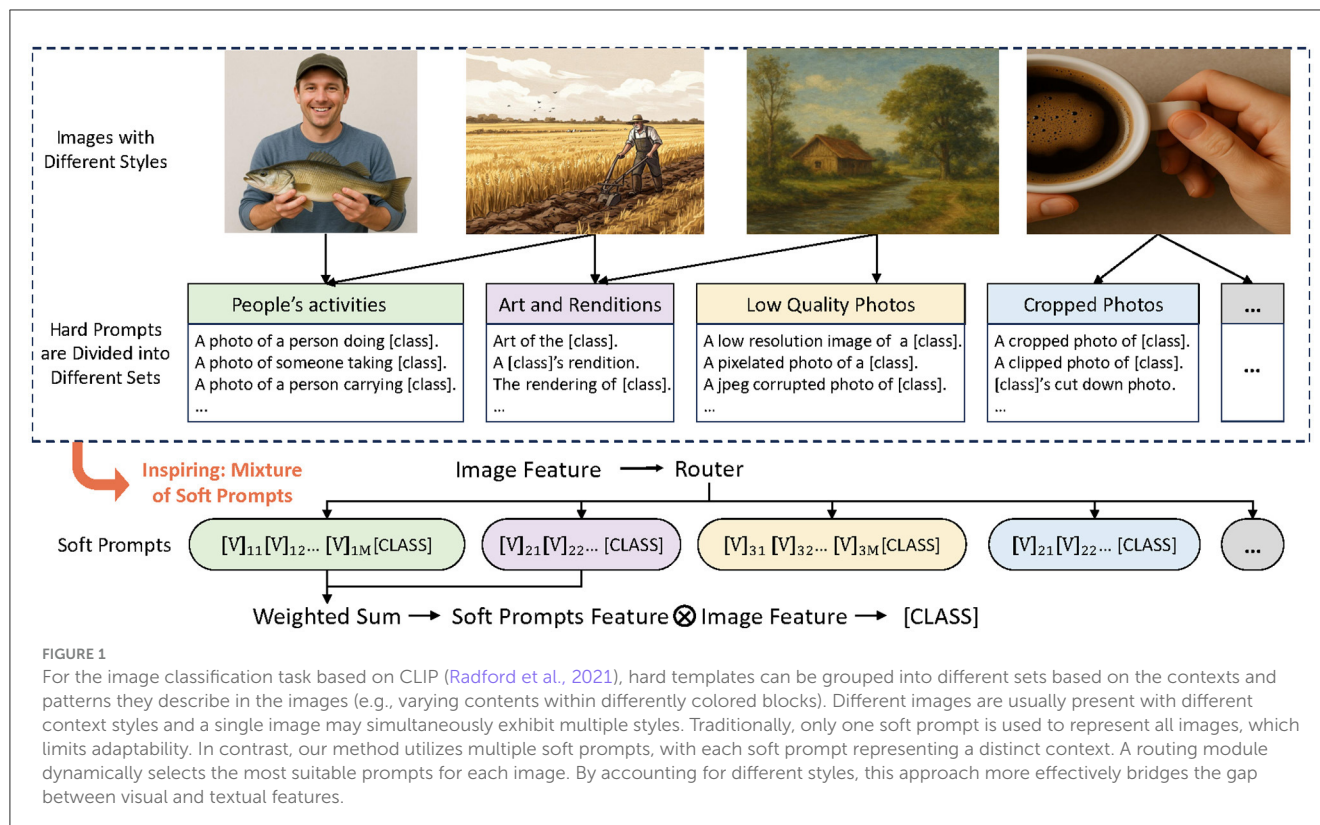 Images with
Different Styles
People's activities
Art and Renditions
Low Quality Photos
Cropped Photos
...
Hard Prompts
are Divided into
Different Sets
A photo of a person doing [class].
A photo of someone taking [class].
A photo of a person carrying [class].
...
Art of the [class].
A [class]'s rendition.
The rendering of [class].
...
A low resolution image of a [class].
A pixelated photo of a [class].
A jpeg corrupted photo of [class].
...
A cropped photo of [class].
A clipped photo of [class].
[class]'s cut down photo.
...
...
Inspiring: Mixture
of Soft Prompts
Image Feature → Router
Soft Prompts
[V]₁₁[V]₁₂... [V]₁M[CLASS]
[V]₂₁[V]₂₂... [CLASS]
[V]₃₁ [V]₃₂... [V]₃M[CLASS]
[V]₂₁[V]₂₂... [CLASS]
...
Weighted Sum → Soft Prompts Feature ⊗ Image Feature → [CLASS]
FIGURE 1
For the image classification task based on CLIP (Radford et al., 2021), hard templates can be grouped into different sets based on the contexts and
patterns they describe in the images (e.g., varying contents within differently colored blocks). Different images are usually present with different
context styles and a single image may simultaneously exhibit multiple styles. Traditionally, only one soft prompt is used to represent all images, which
limits adaptability. In contrast, our method utilizes multiple soft prompts, with each soft prompt representing a distinct context. A routing module
dynamically selects the most suitable prompts for each image. By accounting for different styles, this approach more effectively bridges the gap
between visual and textual features.